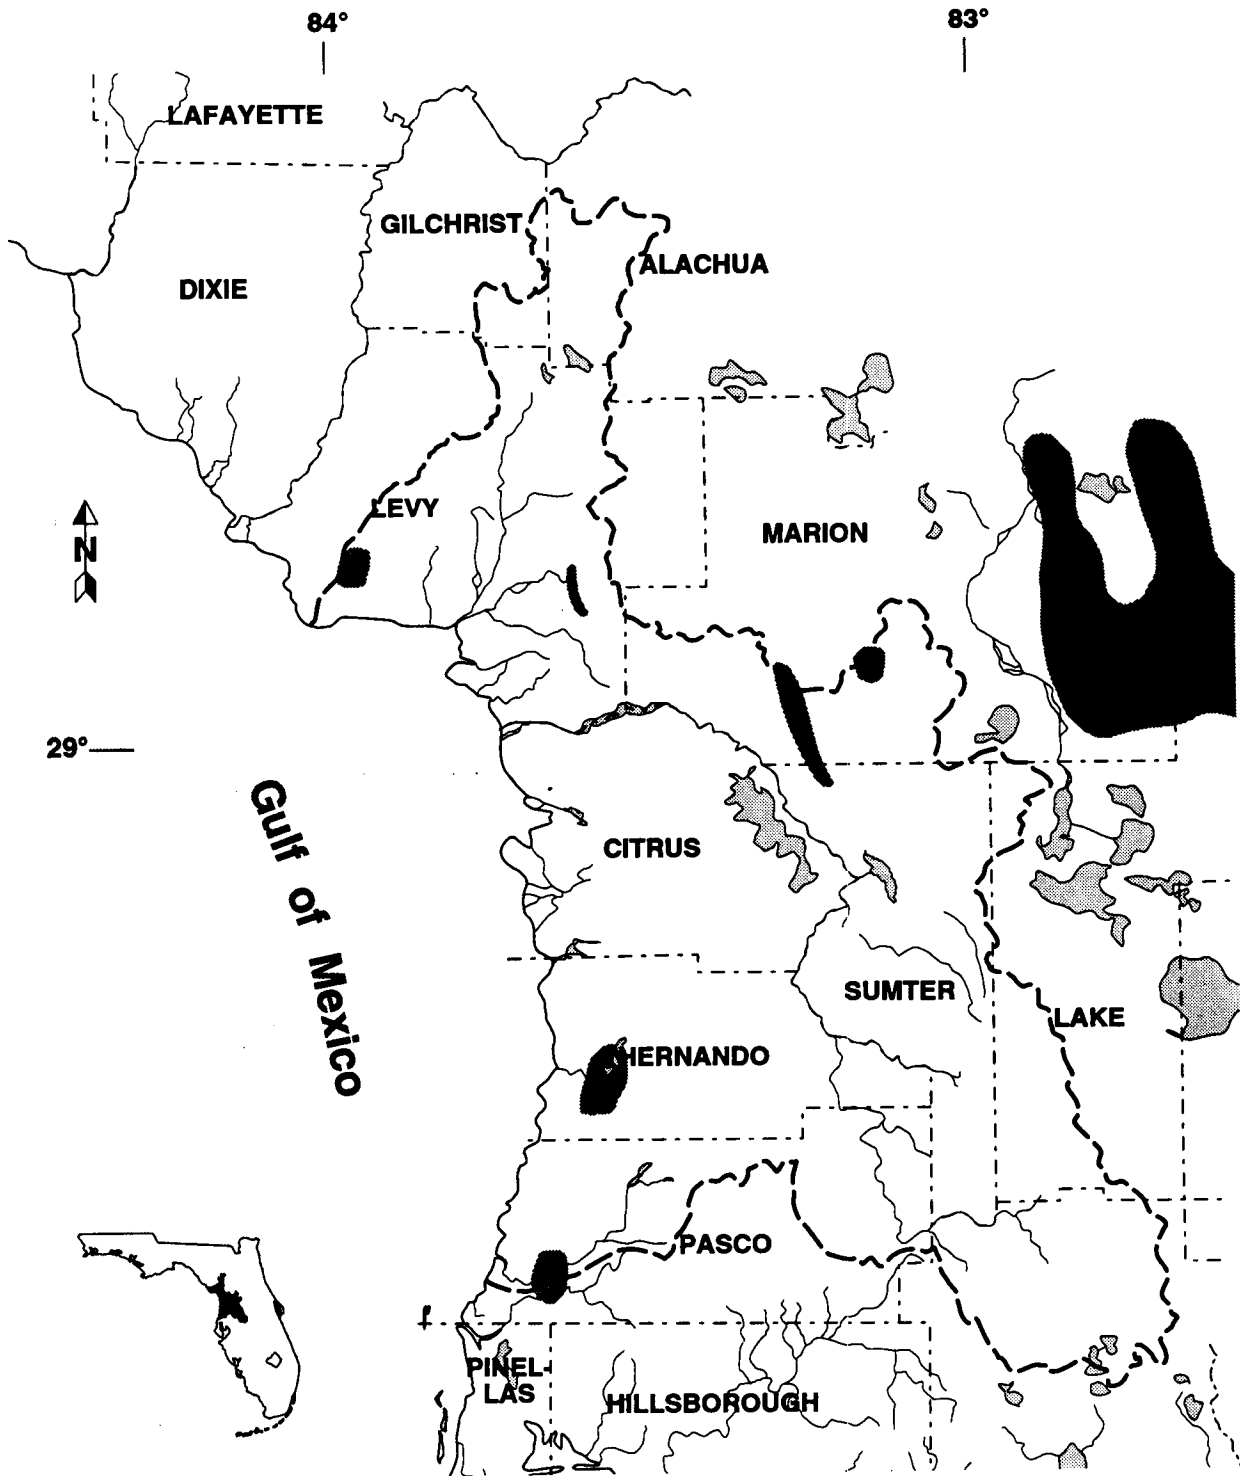 84°
83°
LAFAYETTE
GILCHRIST
ALACHUA
DIXIE
LEVY
MARION
N
29°
Gulf of Mexico
CITRUS
SUMTER
LAKE
HERNANDO
PASCO
PINEL-
LAS
HILLSBOROUGH